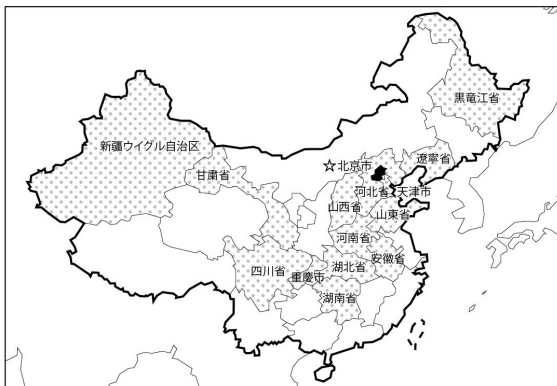 黒竜江省
新疆ウイグル自治区
遼寧省
☆北京市
甘粛省
河北省
天津市
山西省
山東省
河南省
安徽省
湖北省
四川省
重慶市
湖南省